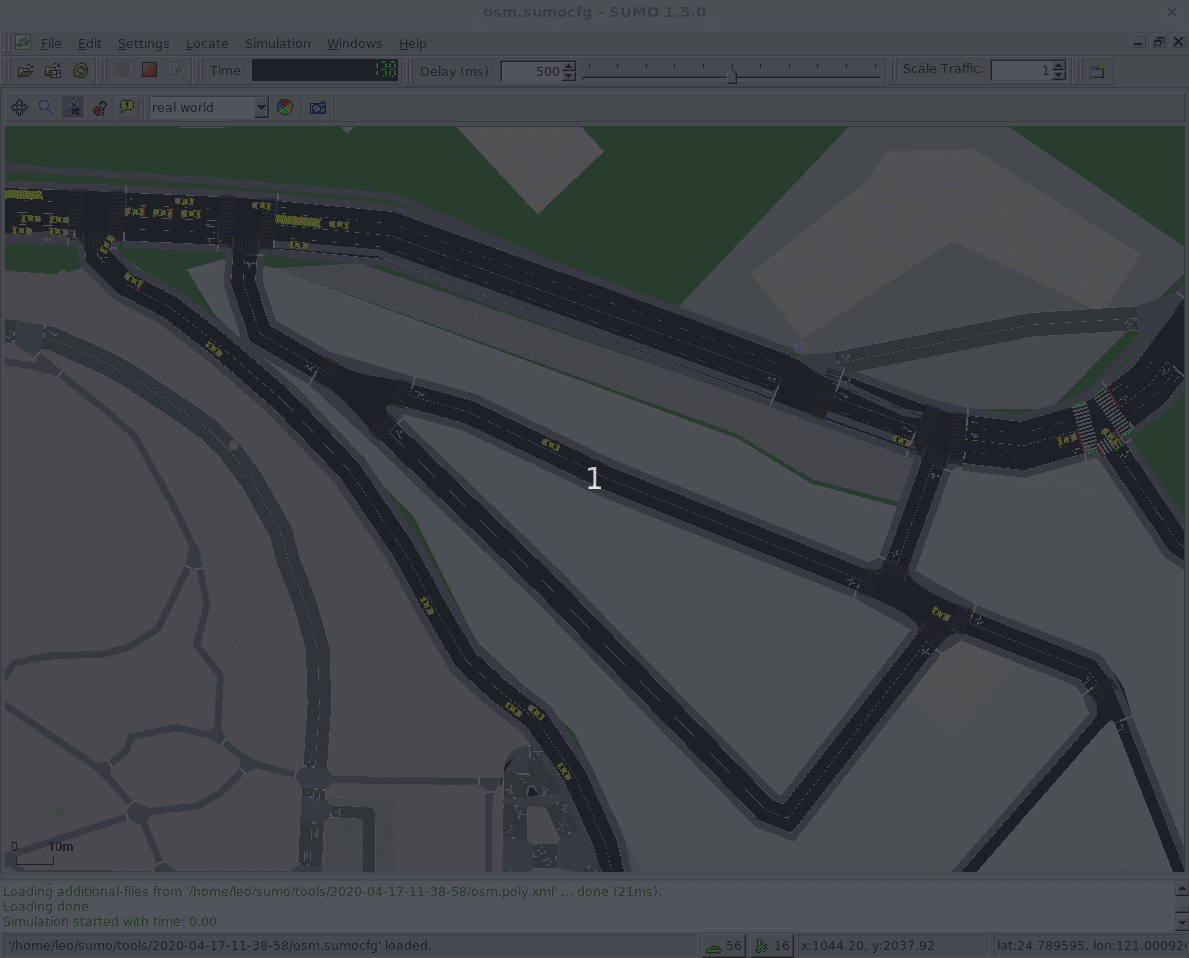 osm.sumocfg - SUMO 1.5.0
File Edit Settings Locate Simulation Windows Help
Time: Delay (ms): 500 Scale Traffic: 1
real world
1
0 10m
Loading additional-files from '/home/leo/sumo/tools/2020-04-17-11-38-58/osm.poly.xml' ... done (21ms).
Loading done.
Simulation started with time: 0.00
'/home/leo/sumo/tools/2020-04-17-11-38-58/osm.sumocfg' loaded. 56 16 x:1044.20, y:2037.92 lat:24.789595, lon:121.000926